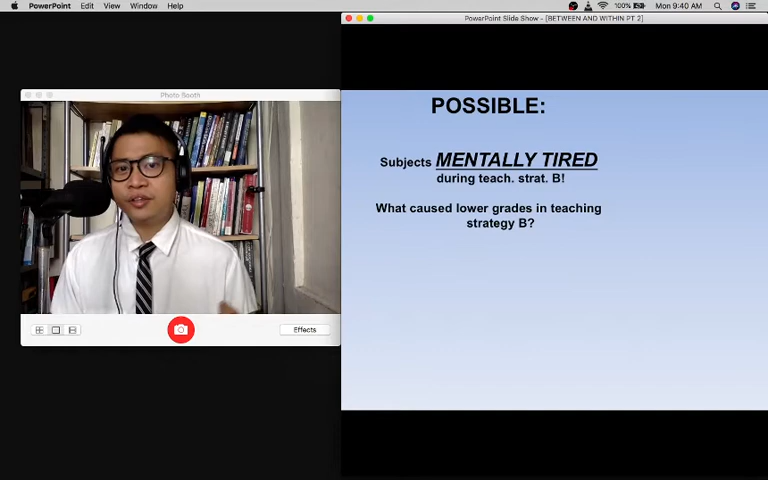 PowerPoint Edit View Window Help
100% Mon 9:40 AM
PowerPoint Slide Show - [BETWEEN AND WITHIN PT 2]
Photo Booth
POSSIBLE:
Subjects MENTALLY TIRED
during teach. strat. B!
What caused lower grades in teaching
strategy B?
Effects